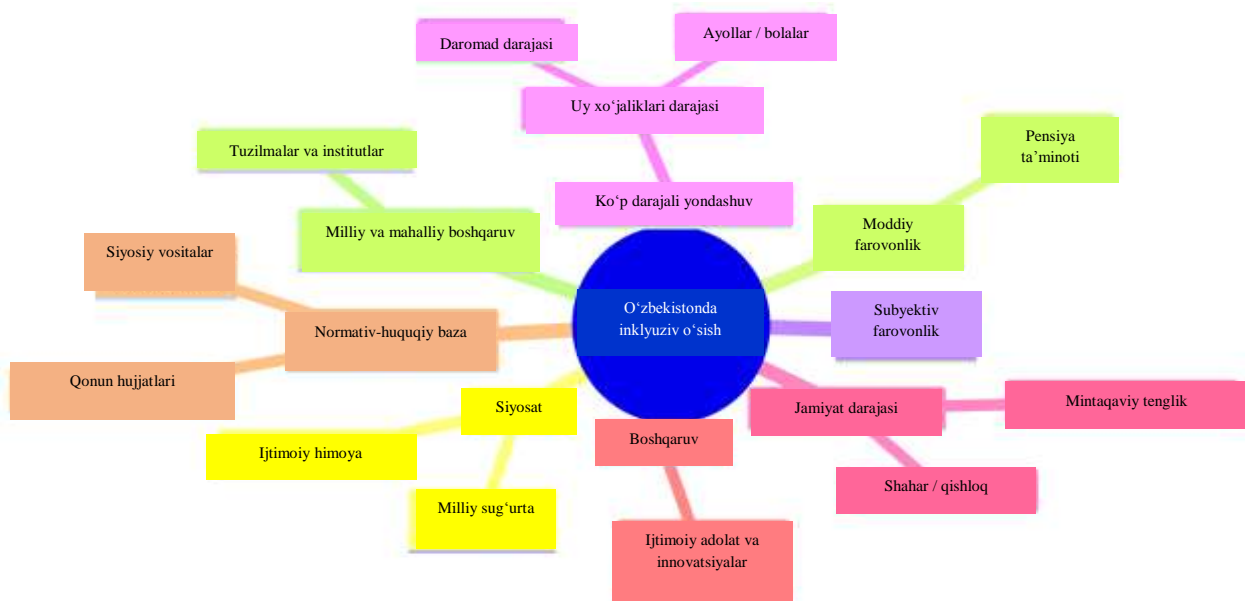 Daromad darajasi
Ayollar / bolalar
Uy xo‘jaliklari darajasi
Pensiya
ta’minoti
Tuzilmalar va institutlar
Ko‘p darajali yondashuv
Moddiy
farovonlik
Milliy va mahalliy boshqaruv
Siyosiy vositalar
O‘zbekistonda
inklyuziv o‘sish
Subyektiv
farovonlik
Normativ-huquqiy baza
Qonun hujjatlari
Siyosat
Jamiyat darajasi
Mintaqaviy tenglik
Ijtimoiy himoya
Boshqaruv
Shahar / qishloq
Milliy sug‘urta
Ijtimoiy adolat va
innovatsiyalar